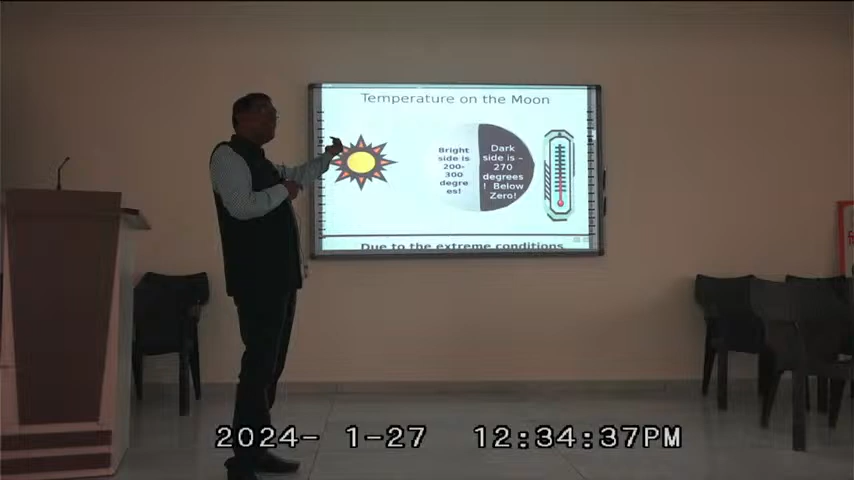 Temperature on the Moon
Bright
side is
200-
300
degre
es!
Dark
side is –
270
degrees
! Below
Zero!
Due to the extreme conditions
2024- 1-27 12:34:37PM